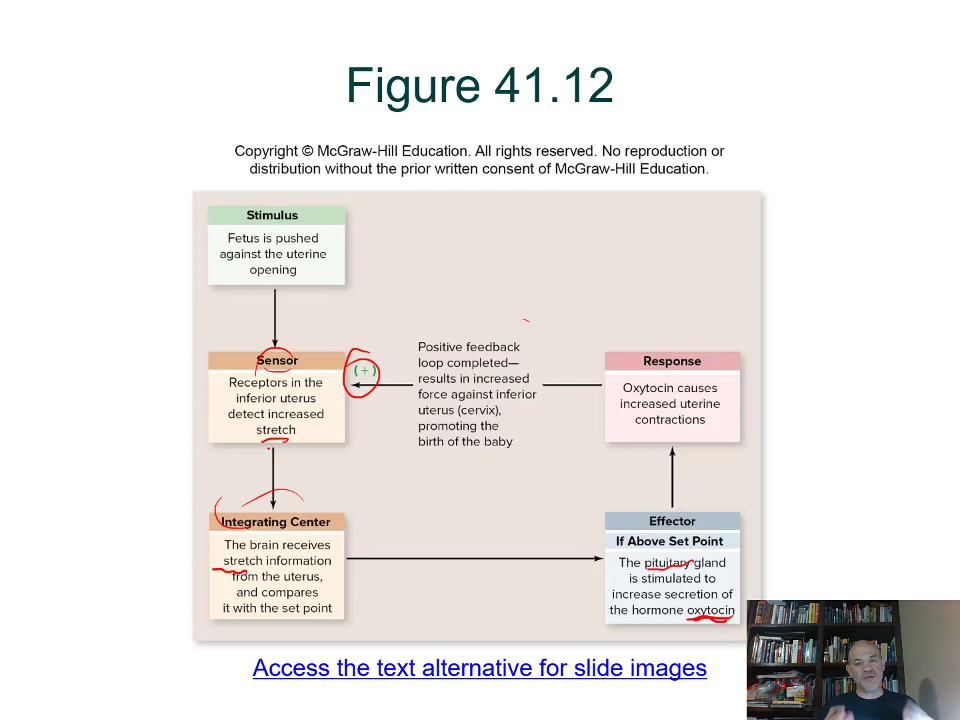 Figure 41.12
Copyright © McGraw-Hill Education. All rights reserved. No reproduction or
distribution without the prior written consent of McGraw-Hill Education.
Stimulus
Fetus is pushed
against the uterine
opening
Sensor
Receptors in the
inferior uterus
detect increased
stretch
(+)
Positive feedback
loop completed—
results in increased
force against inferior
uterus (cervix),
promoting the
birth of the baby
Response
Oxytocin causes
increased uterine
contractions
Integrating Center
The brain receives
stretch information
from the uterus,
and compares
it with the set point
Effector
If Above Set Point
The pituitary gland
is stimulated to
increase secretion of
the hormone oxytocin
Access the text alternative for slide images